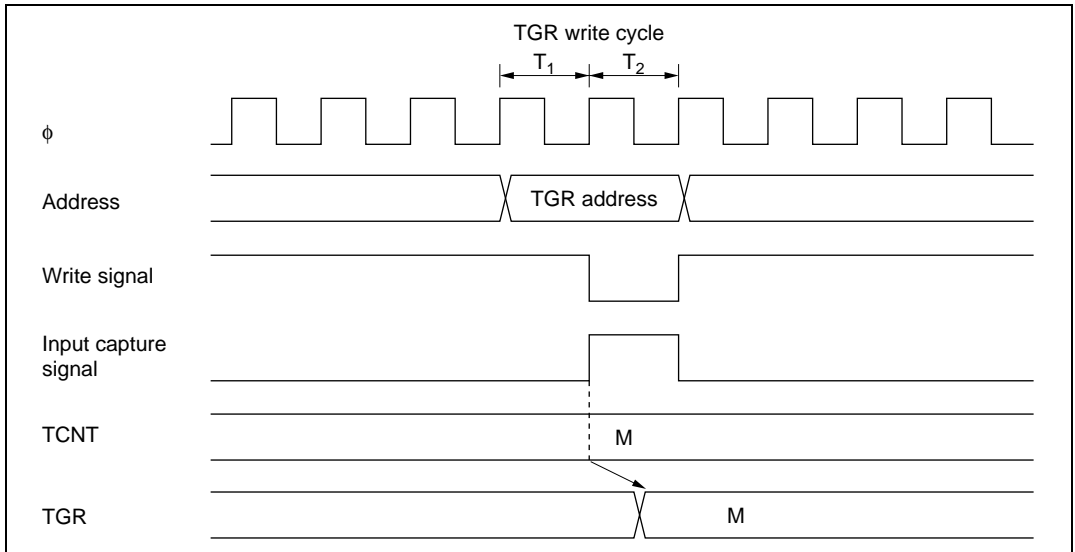 TGR write cycle
T1 T2
ϕ
Address
TGR address
Write signal
Input capture
signal
TCNT
M
TGR
M